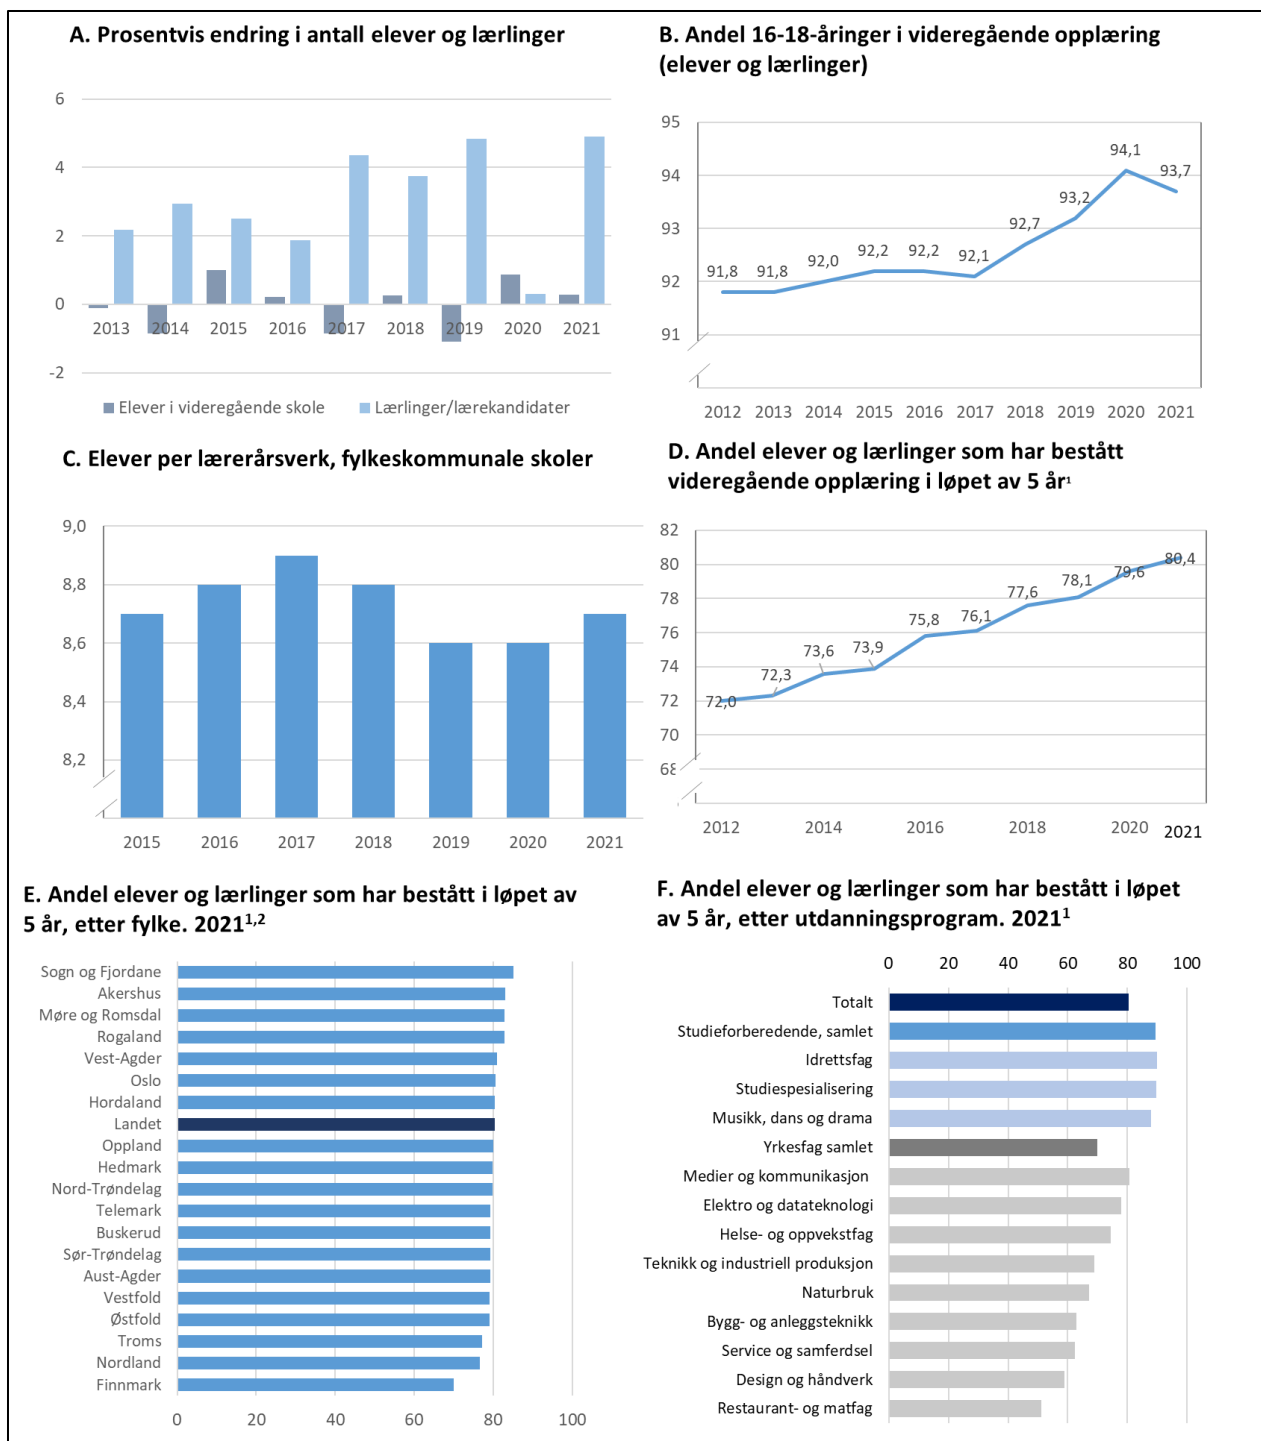 A. Prosentvis endring i antall elever og lærlinger
6
4
2
0
-2
2013 2014 2015 2016 2017 2018 2019 2020 2021
Elever i videregående skole Lærlinger/lærekandidater
B. Andel 16-18-åringer i videregående opplæring
(elever og lærlinger)
95
94
93
92
91
91,8 91,8 92,0 92,2 92,2 92,1 92,7 93,2 94,1 93,7
2012 2013 2014 2015 2016 2017 2018 2019 2020 2021
C. Elever per lærerårsverk, fylkeskommunale skoler
9,0
8,8
8,6
8,4
8,2
2015 2016 2017 2018 2019 2020 2021
D. Andel elever og lærlinger som har bestått
videregående opplæring i løpet av 5 år¹
82
80
78
76
74
72
70
68
72,0 72,3 73,6 73,9 75,8 76,1 77,6 78,1 79,6 80,4
2012 2014 2016 2018 2020 2021
E. Andel elever og lærlinger som har bestått i løpet av
5 år, etter fylke. 2021¹,²
Sogn og Fjordane
Akershus
Møre og Romsdal
Rogaland
Vest-Agder
Oslo
Hordaland
Landet
Oppland
Hedmark
Nord-Trøndelag
Telemark
Buskerud
Sør-Trøndelag
Aust-Agder
Vestfold
Østfold
Troms
Nordland
Finnmark
0 20 40 60 80 100
F. Andel elever og lærlinger som har bestått i løpet
av 5 år, etter utdanningsprogram. 2021¹
0 20 40 60 80 100
Totalt
Studieforberedende, samlet
Idrettsfag
Studiespesialisering
Musikk, dans og drama
Yrkesfag samlet
Medier og kommunikasjon
Elektro og datateknologi
Helse- og oppvekstfag
Teknikk og industriell produksjon
Naturbruk
Bygg- og anleggsteknikk
Service og samferdsel
Design og håndverk
Restaurant- og matfag